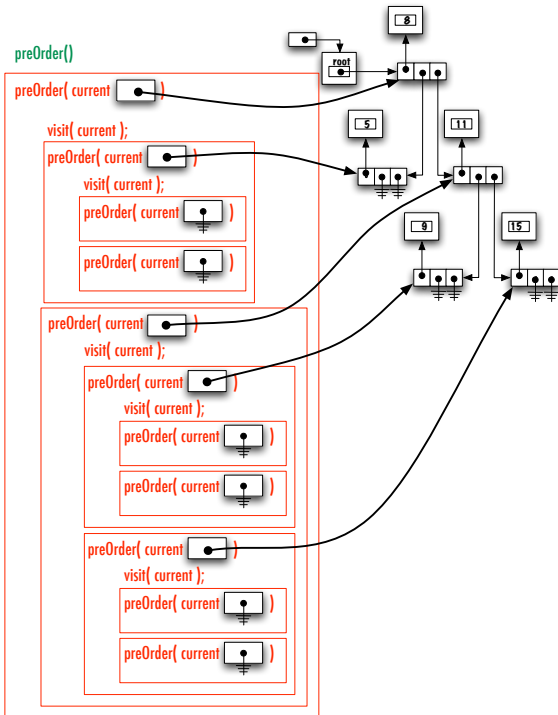 preOrder()
preOrder( current )
visit( current );
preOrder( current )
visit( current );
preOrder( current )
preOrder( current )
preOrder( current )
visit( current );
preOrder( current )
visit( current );
preOrder( current )
preOrder( current )
preOrder( current )
visit( current );
preOrder( current )
preOrder( current )
8
root
5
11
9
15